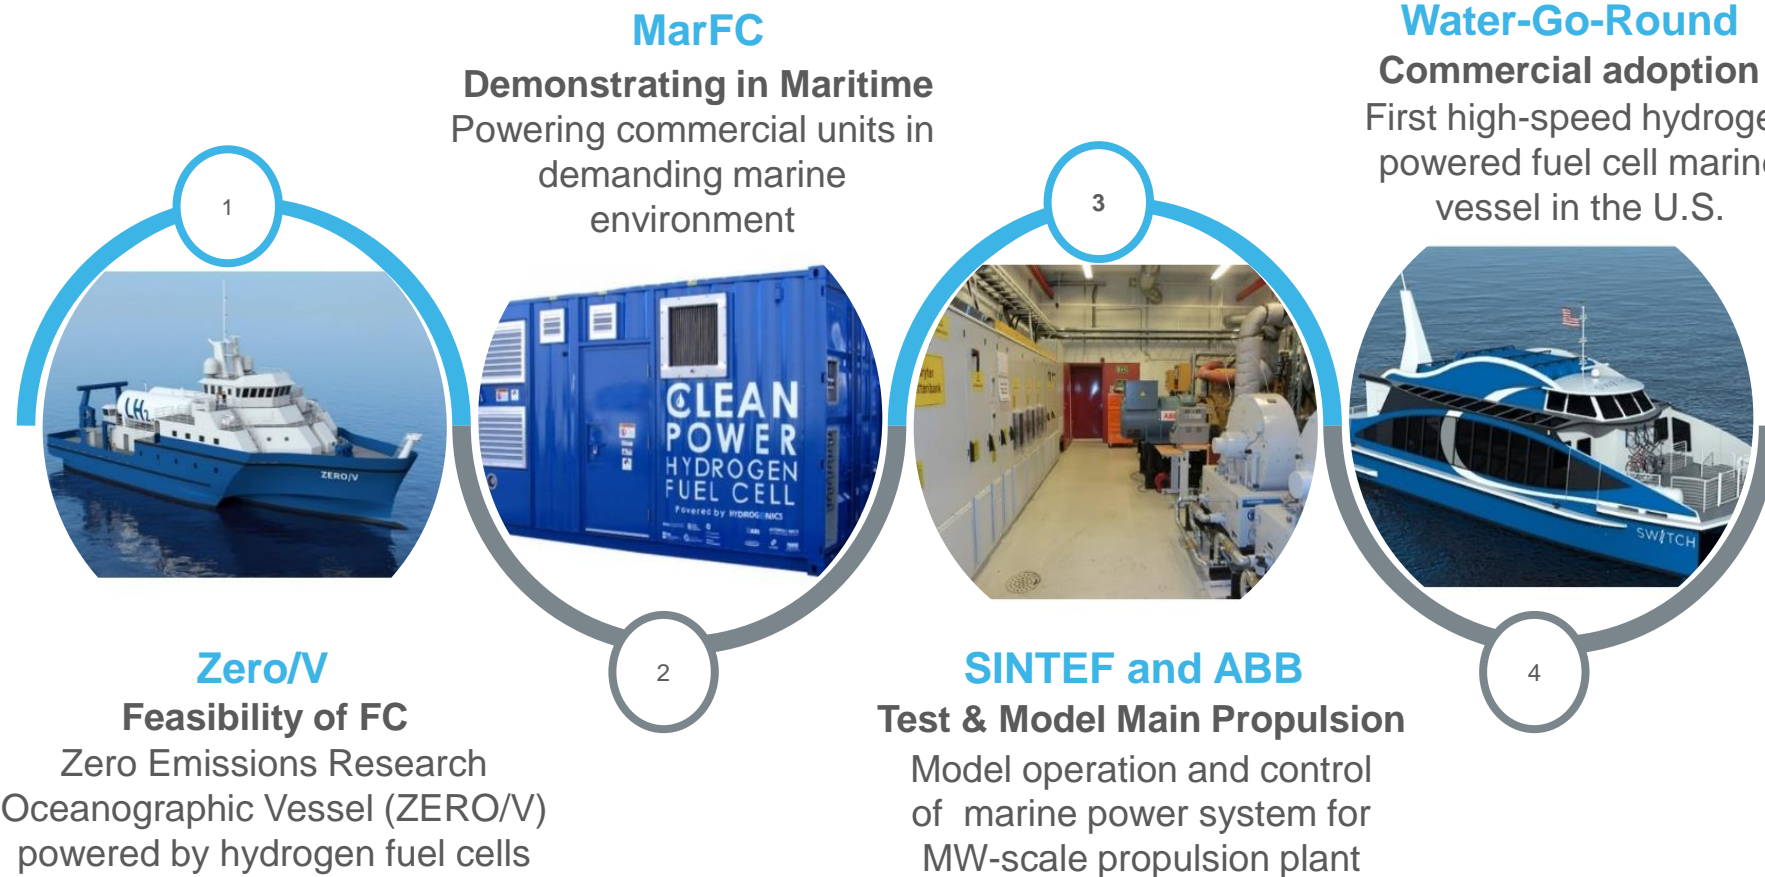 MarFC
Demonstrating in Maritime
Powering commercial units in
demanding marine
environment
Water-Go-Round
Commercial adoption
First high-speed hydroge
powered fuel cell marin
vessel in the U.S.
1
2
3
4
LH2
ZERO/V
CLEAN
POWER
HYDROGEN
FUEL CELL
Powered by HYDROGENICS
ABB
SW/TCH
Zero/V
Feasibility of FC
Zero Emissions Research
Oceanographic Vessel (ZERO/V)
powered by hydrogen fuel cells
SINTEF and ABB
Test & Model Main Propulsion
Model operation and control
of marine power system for
MW-scale propulsion plant